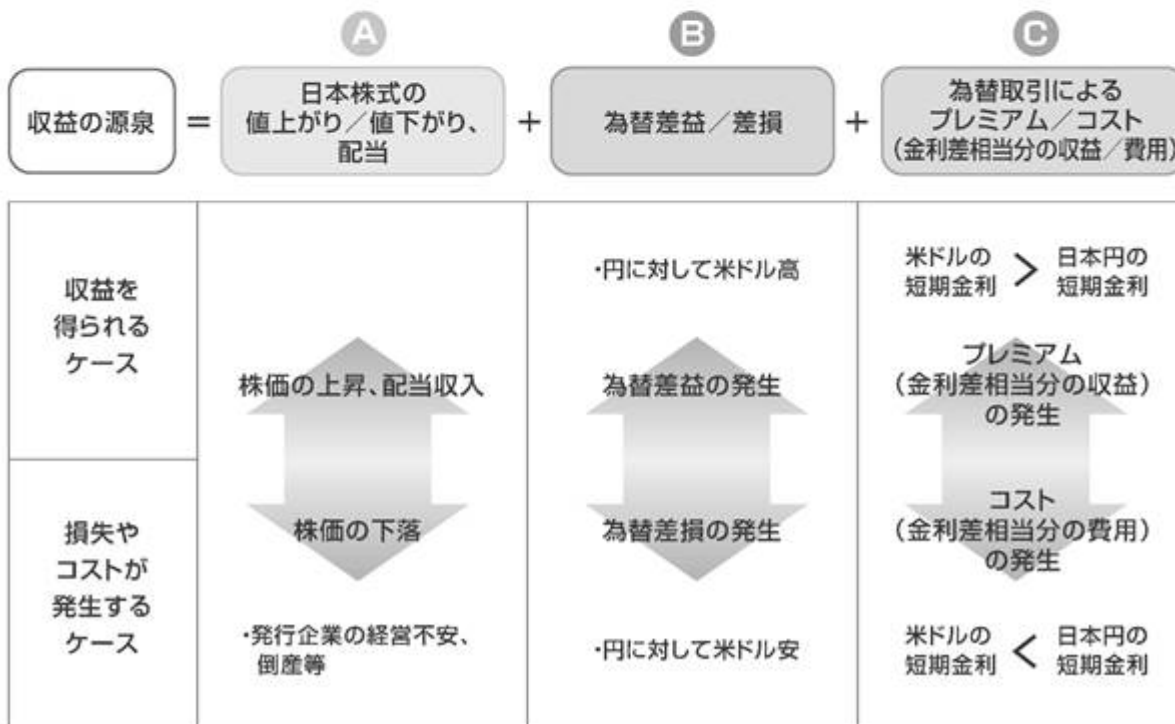 A
B
C
収益の源泉
=
日本株式の
値上がり／値下がり、
配当
+
為替差益／差損
+
為替取引による
プレミアム／コスト
（金利差相当分の収益／費用）
収益を
得られる
ケース
株価の上昇、配当収入
・円に対して米ドル高
為替差益の発生
米ドルの
短期金利
>
日本円の
短期金利
プレミアム
（金利差相当分の収益）
の発生
損失や
コストが
発生する
ケース
株価の下落
・発行企業の経営不安、
倒産等
為替差損の発生
・円に対して米ドル安
コスト
（金利差相当分の費用）
の発生
米ドルの
短期金利
<
日本円の
短期金利